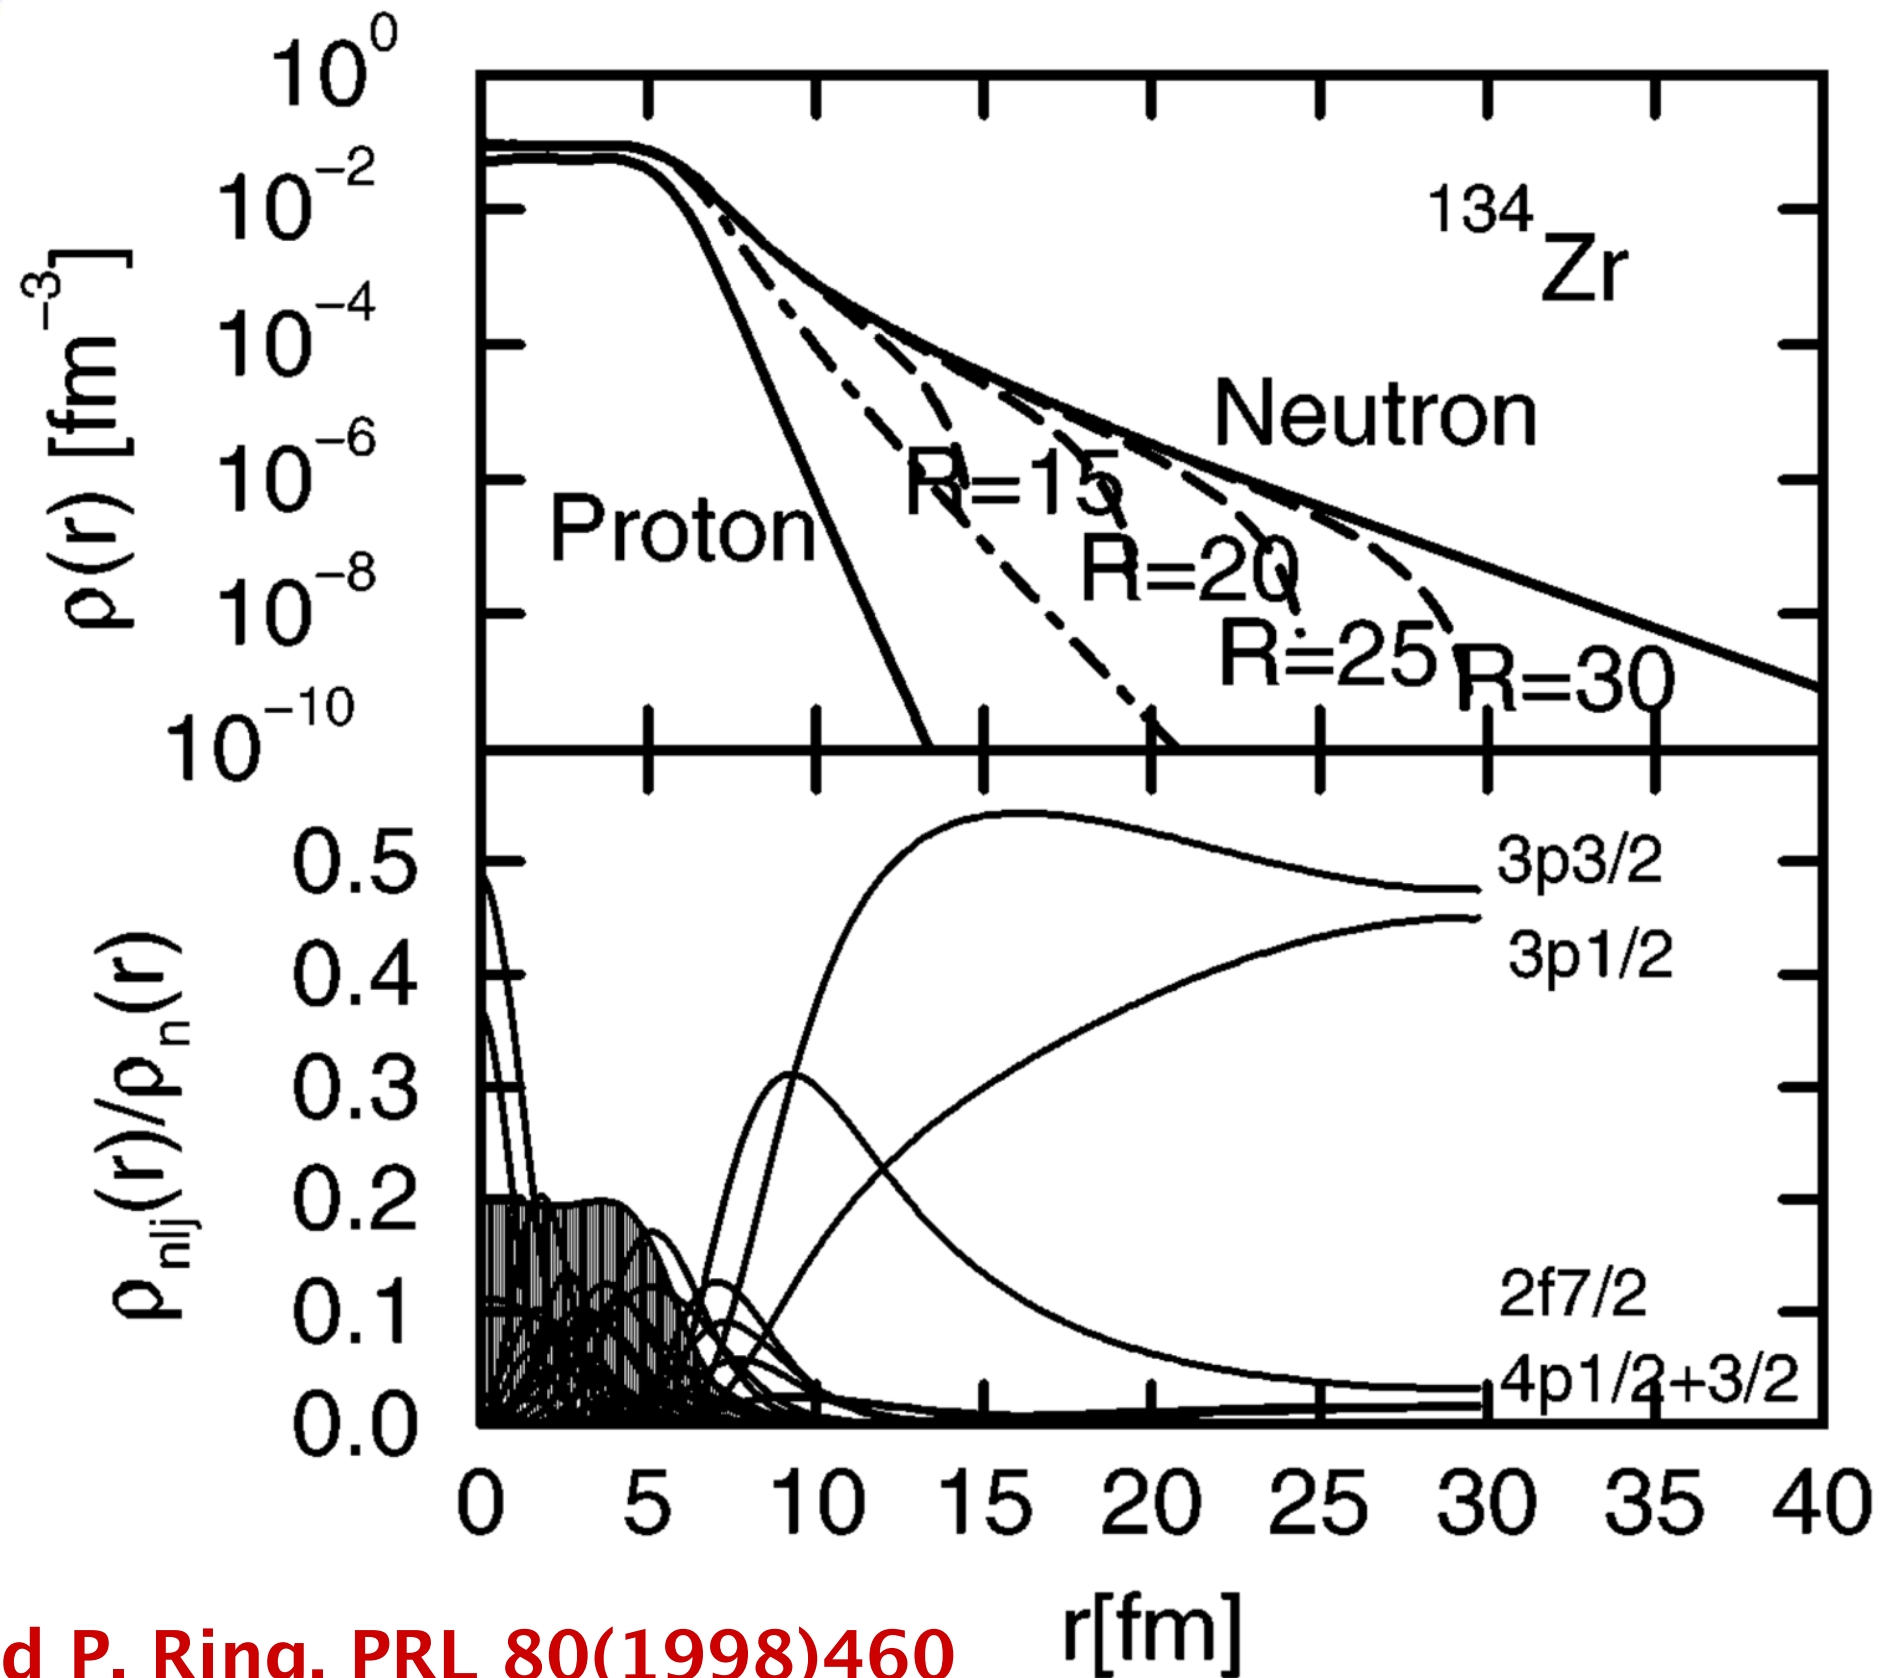 10⁰
10⁻²
10⁻⁴
10⁻⁶
10⁻⁸
10⁻¹⁰
ρ(r) [fm⁻³]
¹³⁴Zr
Neutron
Proton
R=15
R=20
R=25
R=30
0.5
0.4
0.3
0.2
0.1
0.0
ρnlj(r)/ρn(r)
3p3/2
3p1/2
2f7/2
4p1/2+3/2
0 5 10 15 20 25 30 35 40
r[fm]
d P. Ring, PRL 80(1998)460